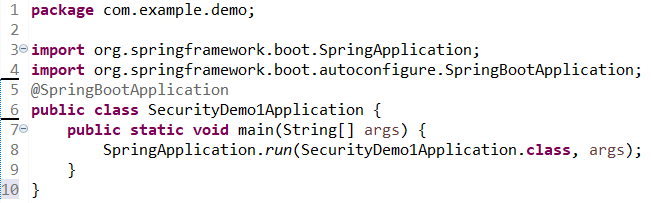 1 package com.example.demo;
2
3 import org.springframework.boot.SpringApplication;
4 import org.springframework.boot.autoconfigure.SpringBootApplication;
5 @SpringBootApplication
6 public class SecurityDemo1Application {
7 public static void main(String[] args) {
8 SpringApplication.run(SecurityDemo1Application.class, args);
9 }
10 }